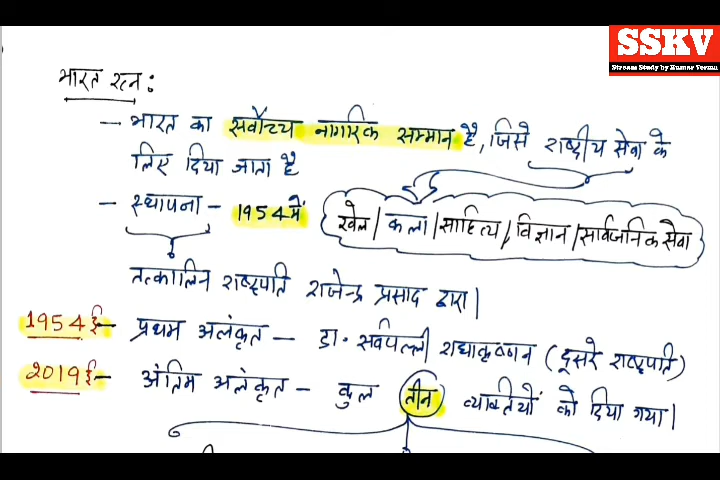 SSKV
Stream Study by Kumar Verma
भारत रत्न :
– भारत का सर्वोच्च नागरिक सम्मान है, जिसे राष्ट्रीय सेवा के
लिए दिया जाता है
– स्थापना – 1954 में
खेल / कला / साहित्य / विज्ञान / सार्वजनिक सेवा
तत्कालिन राष्ट्रपति राजेन्द्र प्रसाद द्वारा।
1954 ई – प्रथम अलंकृत – डा. सर्वपल्ली राधाकृष्णन (दूसरे राष्ट्रपति)
2019 ई – अंतिम अलंकृत – कुल तीन व्यक्तियों को दिया गया।